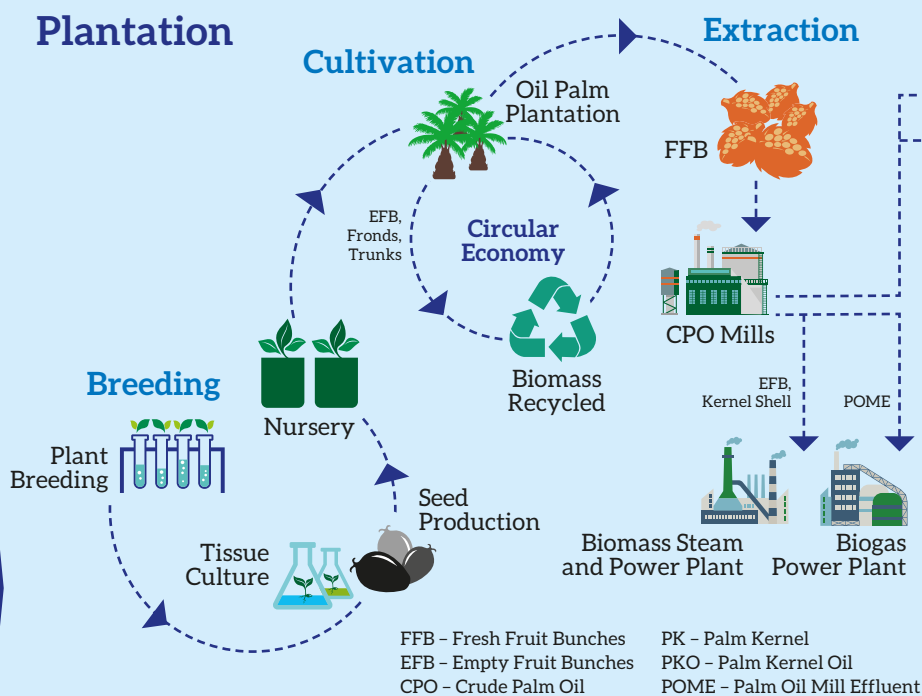 Plantation
Extraction
Cultivation
Oil Palm
Plantation
FFB
EFB,
Fronds,
Trunks
Circular
Economy
CPO Mills
Biomass
Recycled
EFB,
Kernel Shell
POME
Breeding
Nursery
Plant
Breeding
Seed
Production
Tissue
Culture
Biomass Steam
and Power Plant
Biogas
Power Plant
FFB – Fresh Fruit Bunches
EFB – Empty Fruit Bunches
CPO – Crude Palm Oil
PK – Palm Kernel
PKO – Palm Kernel Oil
POME – Palm Oil Mill Effluent